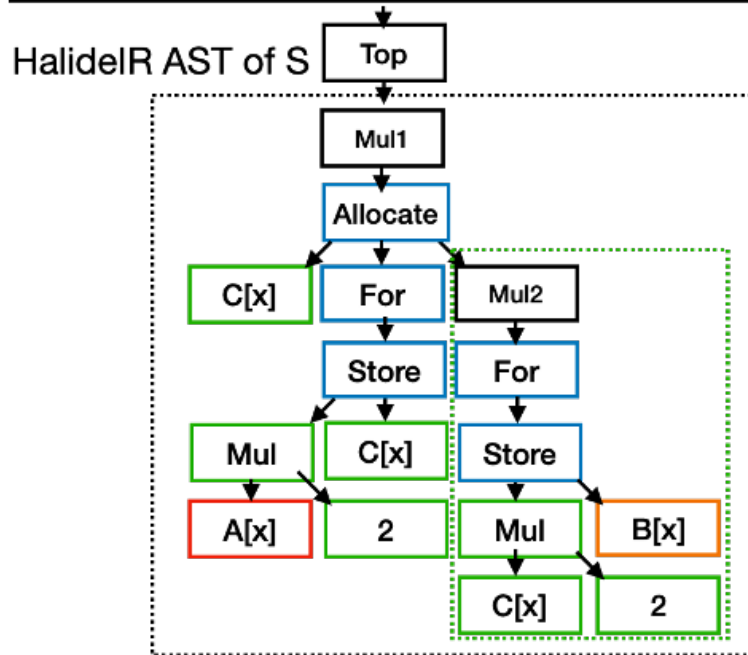 HalideIR AST of S
Top
Mul1
Allocate
C[x]
For
Mul2
Store
For
Mul
C[x]
Store
A[x]
2
Mul
B[x]
C[x]
2